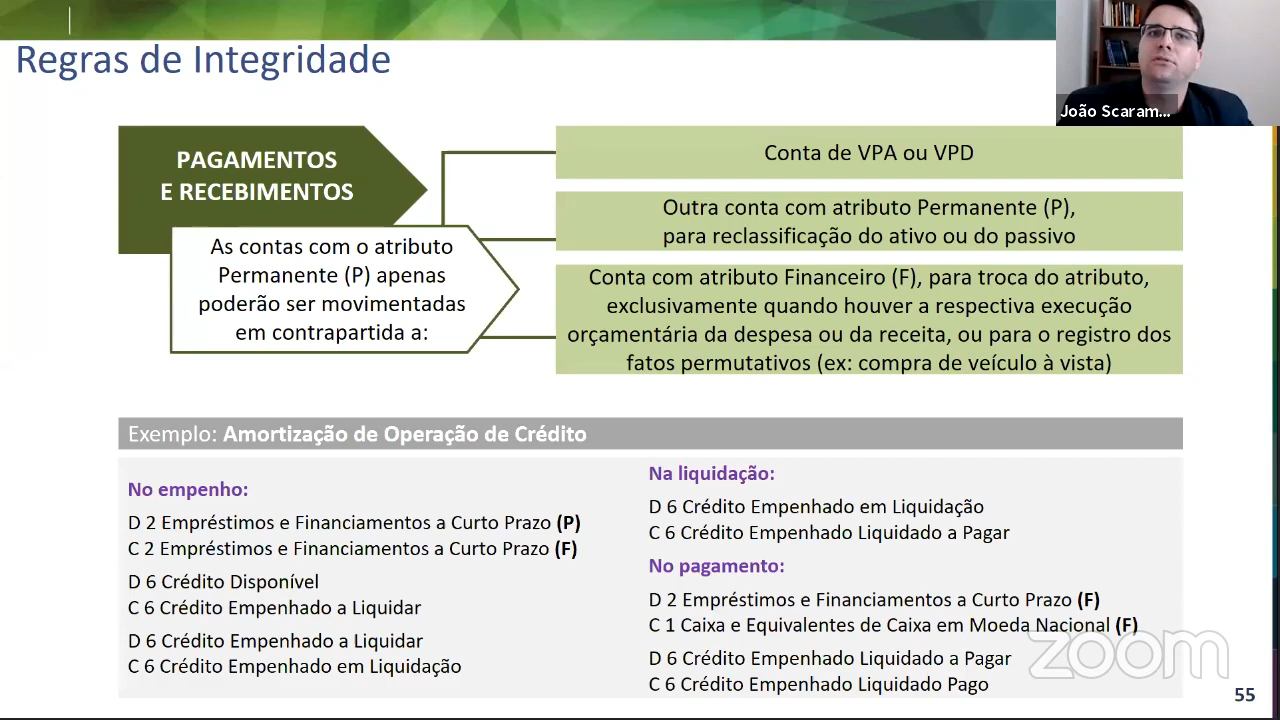 Regras de Integridade
João Scaram...
PAGAMENTOS
E RECEBIMENTOS
As contas com o atributo
Permanente (P) apenas
poderão ser movimentadas
em contrapartida a:
Conta de VPA ou VPD
Outra conta com atributo Permanente (P),
para reclassificação do ativo ou do passivo
Conta com atributo Financeiro (F), para troca do atributo,
exclusivamente quando houver a respectiva execução
orçamentária da despesa ou da receita, ou para o registro dos
fatos permutativos (ex: compra de veículo à vista)
Exemplo: Amortização de Operação de Crédito
No empenho:
D 2 Empréstimos e Financiamentos a Curto Prazo (P)
C 2 Empréstimos e Financiamentos a Curto Prazo (F)
D 6 Crédito Disponível
C 6 Crédito Empenhado a Liquidar
D 6 Crédito Empenhado a Liquidar
C 6 Crédito Empenhado em Liquidação
Na liquidação:
D 6 Crédito Empenhado em Liquidação
C 6 Crédito Empenhado Liquidado a Pagar
No pagamento:
D 2 Empréstimos e Financiamentos a Curto Prazo (F)
C 1 Caixa e Equivalentes de Caixa em Moeda Nacional (F)
D 6 Crédito Empenhado Liquidado a Pagar
C 6 Crédito Empenhado Liquidado Pago
zoom
55